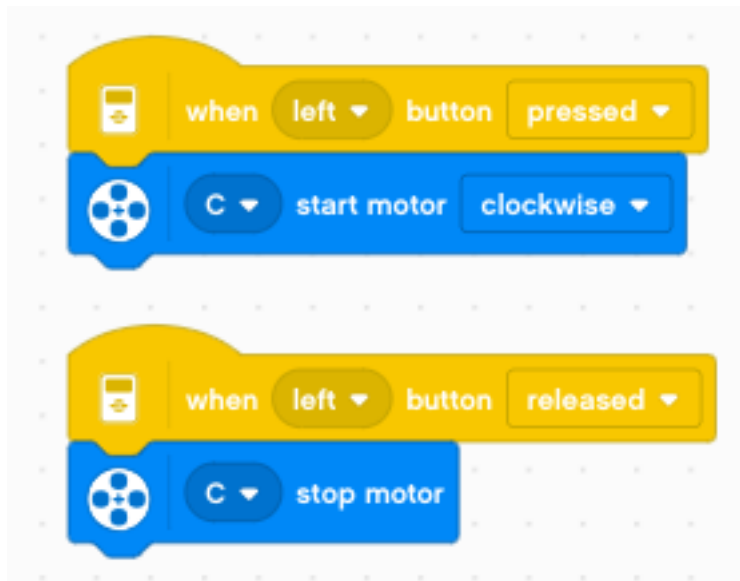 when left button pressed
C start motor clockwise
when left button released
C stop motor